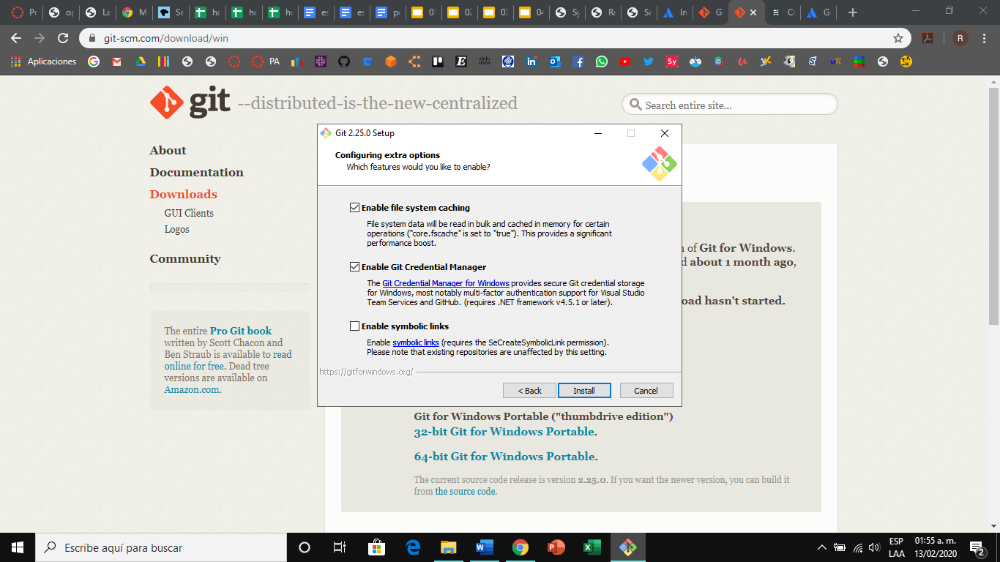 Pr
op
La
M
Se
ho
ho
ho
es
es
po
01
02
03
04
Sy
Re
Sc
In
G
G
Co
G
git-scm.com/download/win
R
Aplicaciones
PA
git --distributed-is-the-new-centralized
Search entire site...
About
Documentation
Downloads
GUI Clients
Logos
Community
The entire Pro Git book
written by Scott Chacon and
Ben Straub is available to read
online for free. Dead tree
versions are available on
Amazon.com.
Git 2.25.0 Setup
Configuring extra options
Which features would you like to enable?
Enable file system caching
File system data will be read in bulk and cached in memory for certain
operations ("core.fscache" is set to "true"). This provides a significant
performance boost.
Enable Git Credential Manager
The Git Credential Manager for Windows provides secure Git credential storage
for Windows, most notably multi-factor authentication support for Visual Studio
Team Services and GitHub. (requires .NET framework v4.5.1 or later).
Enable symbolic links
Enable symbolic links (requires the SeCreateSymbolicLink permission).
Please note that existing repositories are unaffected by this setting.
https://gitforwindows.org/
< Back
Install
Cancel
n of Git for Windows.
d about 1 month ago,
oad hasn't started.
Git for Windows Portable ("thumbdrive edition")
32-bit Git for Windows Portable.
64-bit Git for Windows Portable.
The current source code release is version 2.25.0. If you want the newer version, you can build it
from the source code.
Escribe aquí para buscar
ESP
LAA
01:55 a. m.
13/02/2020
2